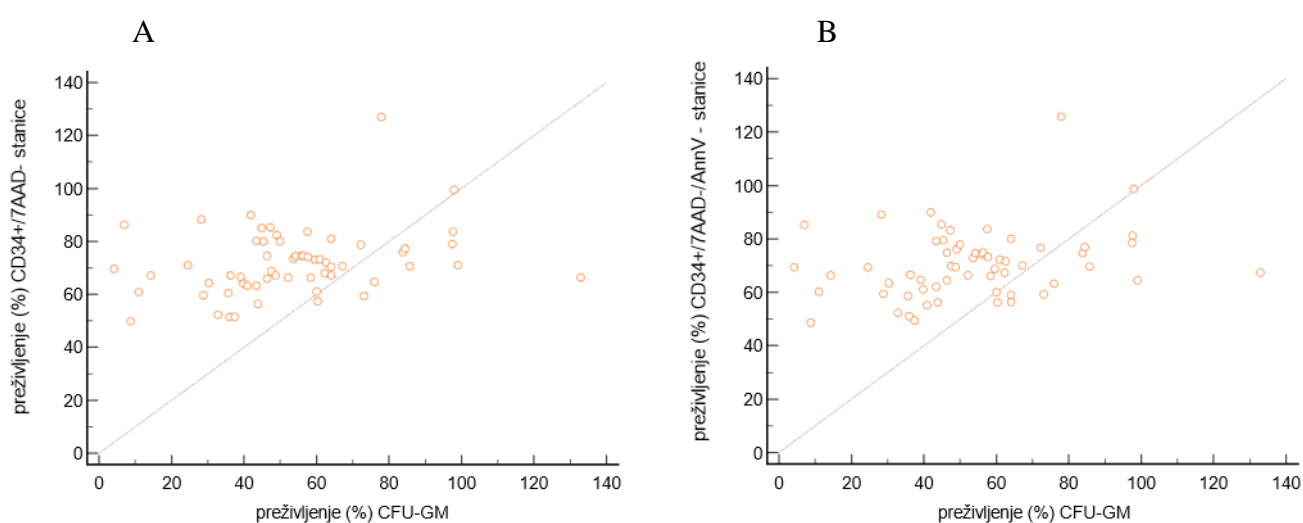 A
140
120
100
80
60
40
20
0
preživljenje (%) CD34+/7AAD- stanice
0 20 40 60 80 100 120 140
preživljenje (%) CFU-GM
B
140
120
100
80
60
40
20
0
preživljenje (%) CD34+/7AAD-/AnnV - stanice
0 20 40 60 80 100 120 140
preživljenje (%) CFU-GM